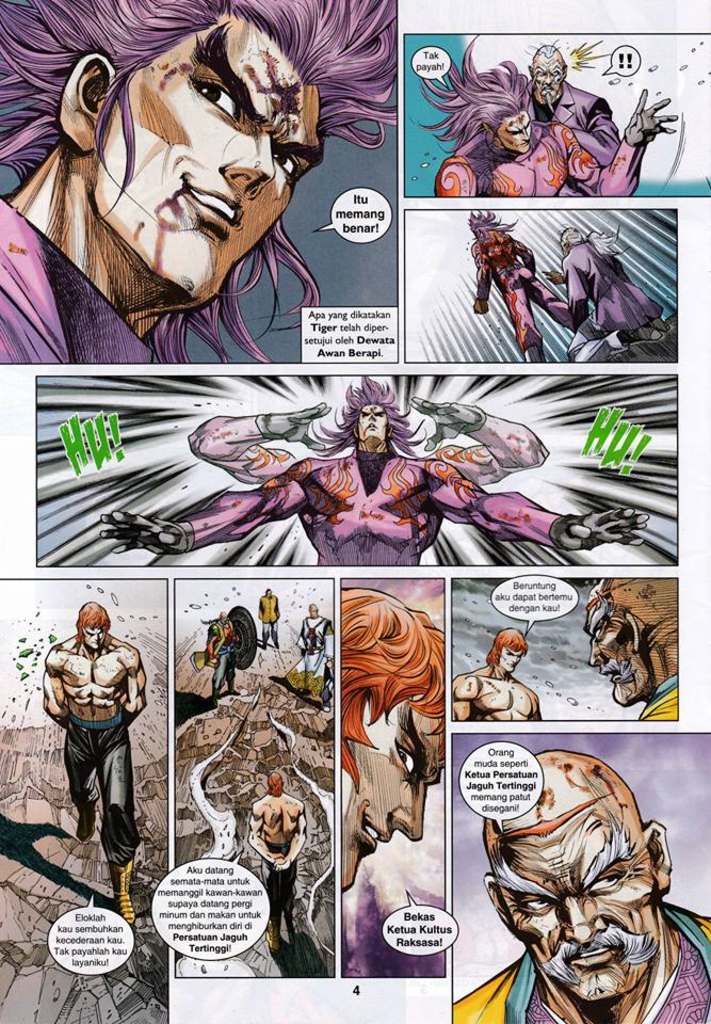 Itu
memang
benar!
Apa yang dikatakan
Tiger telah diper-
setujui oleh Dewata
Awan Berapi.
Tak
payah!
!!
HU!
HU!
Eloklah
kau sembuhkan
kecederaan kau.
Tak payahlah kau
layaniku!
Aku datang
semata-mata untuk
memanggil kawan-kawan
supaya datang pergi
minum dan makan untuk
menghiburkan diri di
Persatuan Jaguh
Tertinggi!
Bekas
Ketua Kultus
Raksasa!
Beruntung
aku dapat bertemu
dengan kau!
Orang
muda seperti
Ketua Persatuan
Jaguh Tertinggi
memang patut
disegani!
4